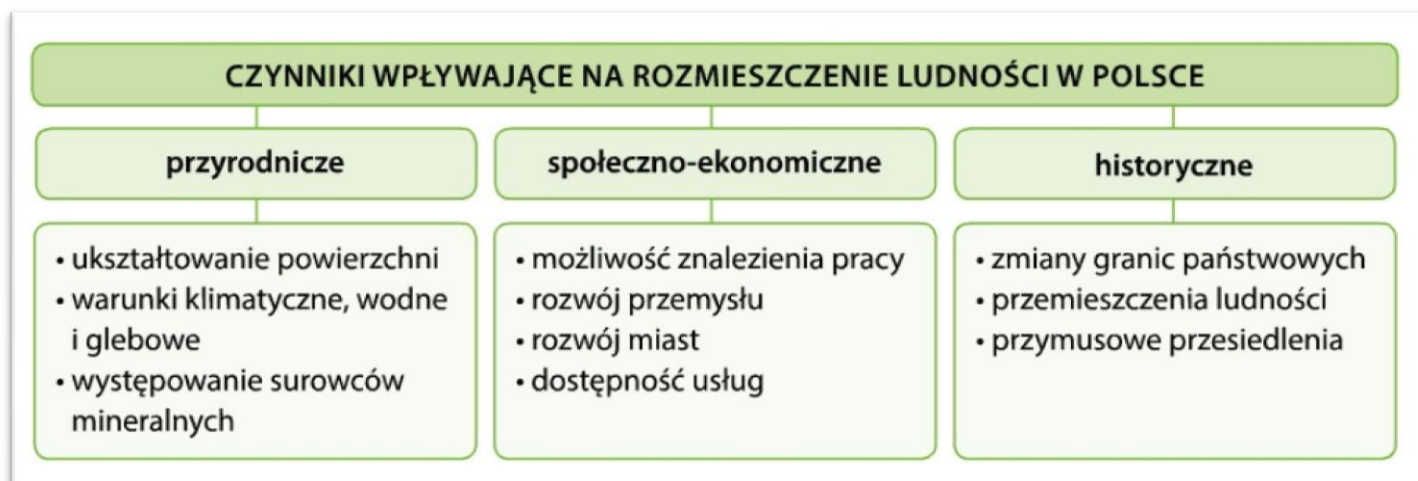 CZYNNIKI WPŁYWAJĄCE NA ROZMIESZCZENIE LUDNOŚCI W POLSCE
przyrodnicze
• ukształtowanie powierzchni
• warunki klimatyczne, wodne
i glebowe
• występowanie surowców
mineralnych
społeczno-ekonomiczne
• możliwość znalezienia pracy
• rozwój przemysłu
• rozwój miast
• dostępność usług
historyczne
• zmiany granic państwowych
• przemieszczenia ludności
• przymusowe przesiedlenia